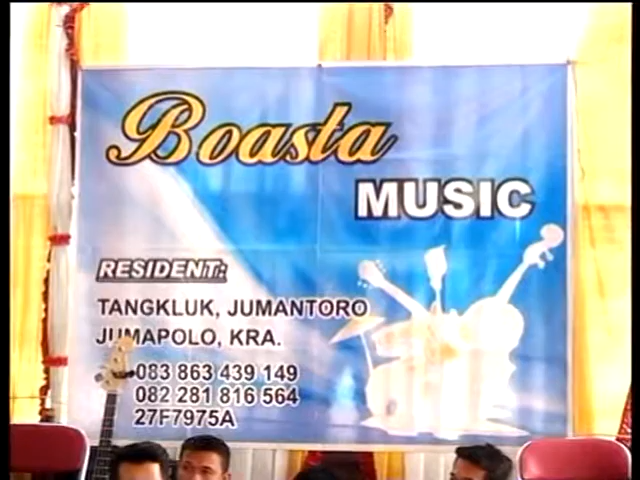 Boasta
MUSIC
RESIDENT:
TANGKLUK, JUMANTORO
JUMAPOLO, KRA.
083 863 439 149
082 281 816 564
27F7975A